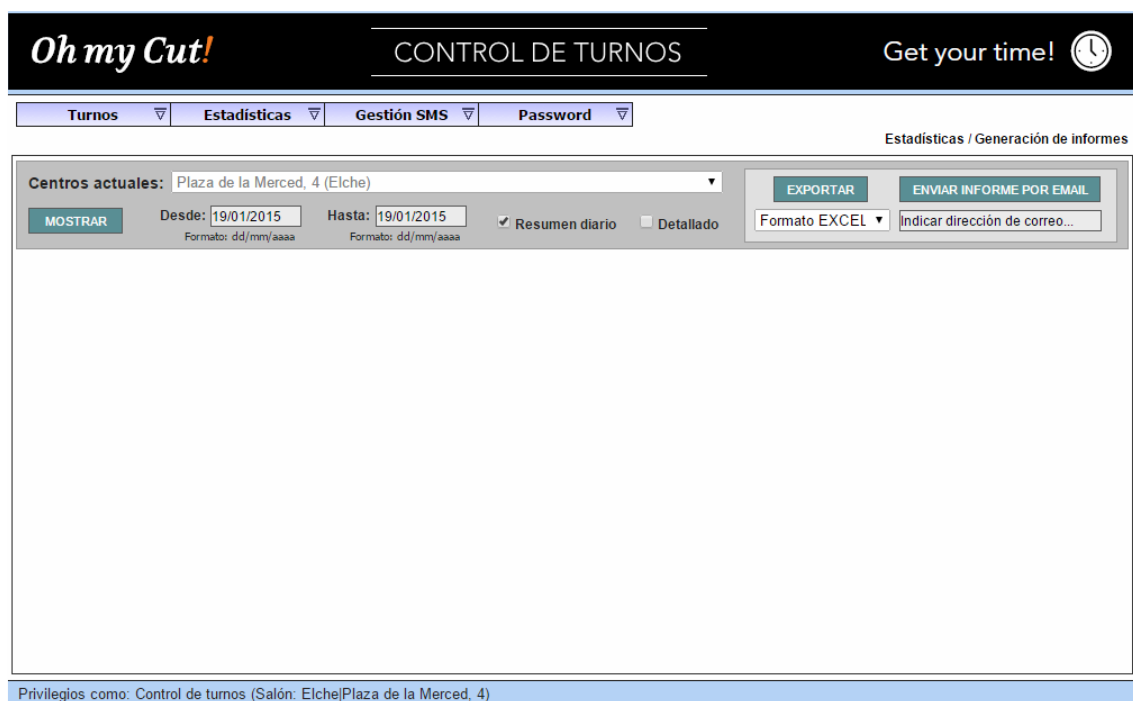 Oh my Cut! CONTROL DE TURNOS Get your time!
Turnos Estadísticas Gestión SMS Password
Estadísticas / Generación de informes
Centros actuales: Plaza de la Merced, 4 (Elche)
EXPORTAR ENVIAR INFORME POR EMAIL
MOSTRAR Desde: 19/01/2015 Hasta: 19/01/2015 Resumen diario Detallado
Formato EXCEL Indicar dirección de correo...
Formato: dd/mm/aaaa Formato: dd/mm/aaaa
Privilegios como: Control de turnos (Salón: Elche|Plaza de la Merced, 4)